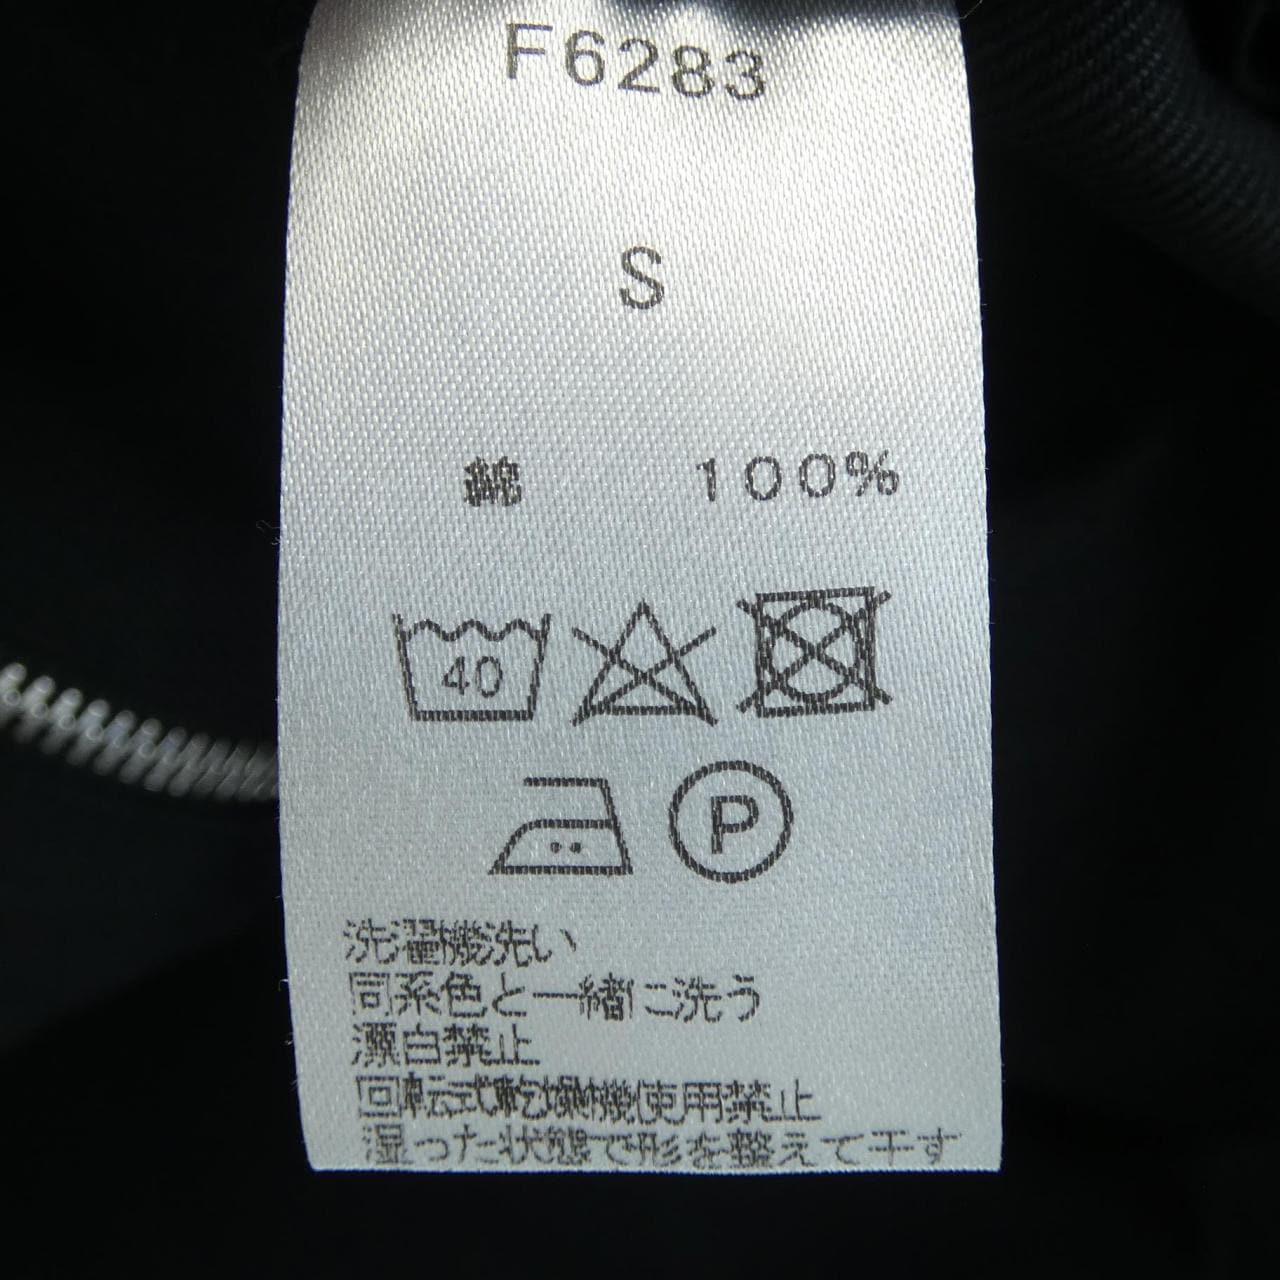 F6283
S
綿 100%
40
P
洗濯機洗い
同系色と一緒に洗う
漂白禁止
回転式乾燥機使用禁止
湿った状態で形を整えて干す